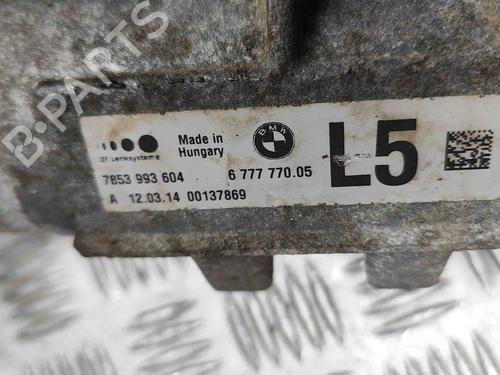 B-PARTS
ZF Lenksysteme
Made in
Hungary
BMW
L5
7853 993 604
6 777 770.05
A 12.03.14 00137869